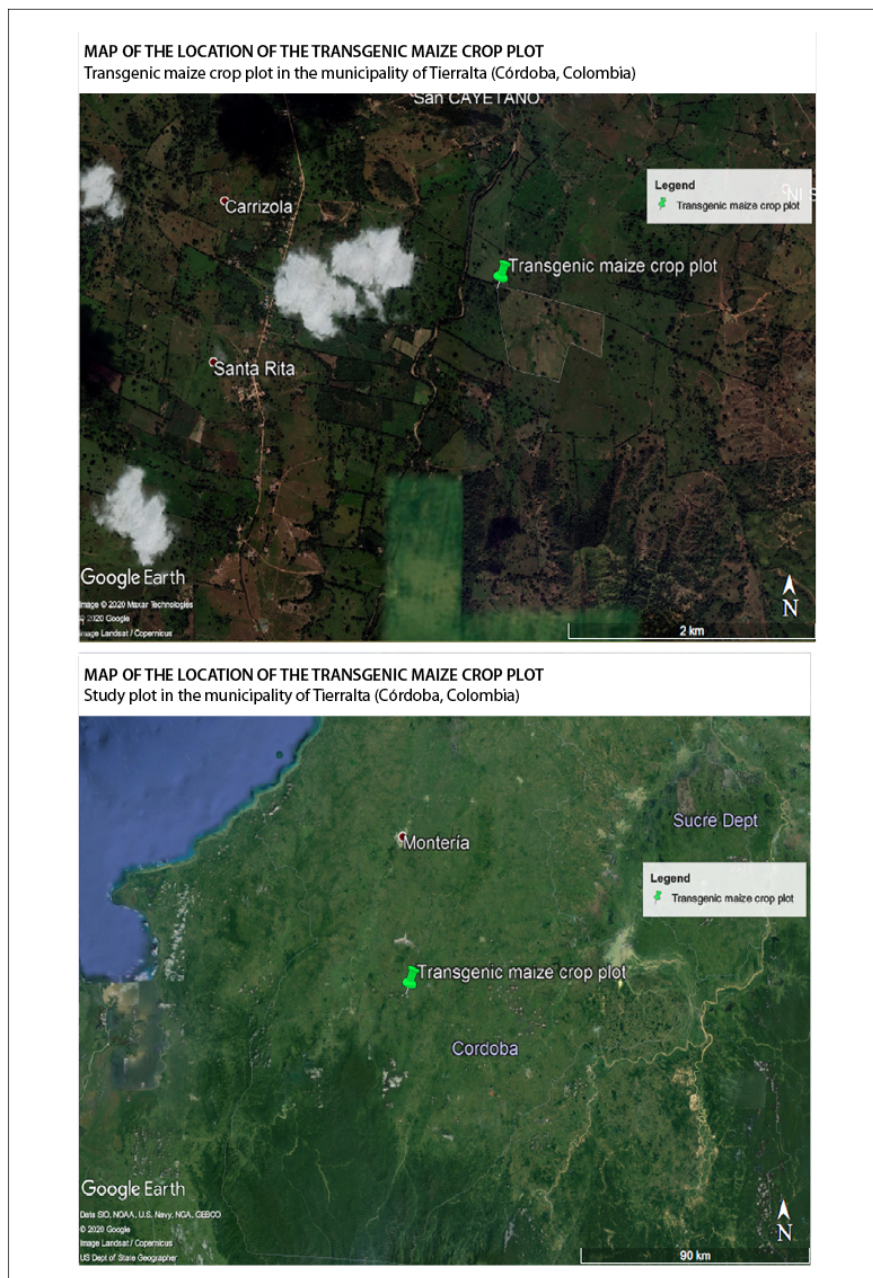 MAP OF THE LOCATION OF THE TRANSGENIC MAIZE CROP PLOT
Transgenic maize crop plot in the municipality of Tierralta (Córdoba, Colombia)
San CAYETANO
Legend
Transgenic maize crop plot
Carrizola
Transgenic maize crop plot
Santa Rita
Google Earth
Image © 2020 Maxar Technologies
© 2020 Google
Image Landsat / Copernicus
N
2 km
MAP OF THE LOCATION OF THE TRANSGENIC MAIZE CROP PLOT
Study plot in the municipality of Tierralta (Córdoba, Colombia)
Sucre Dept
Montería
Legend
Transgenic maize crop plot
Transgenic maize crop plot
Cordoba
Google Earth
Data SIO, NOAA, U.S. Navy, NGA, GEBCO
© 2020 Google
Image Landsat / Copernicus
US Dept of State Geographer
N
90 km